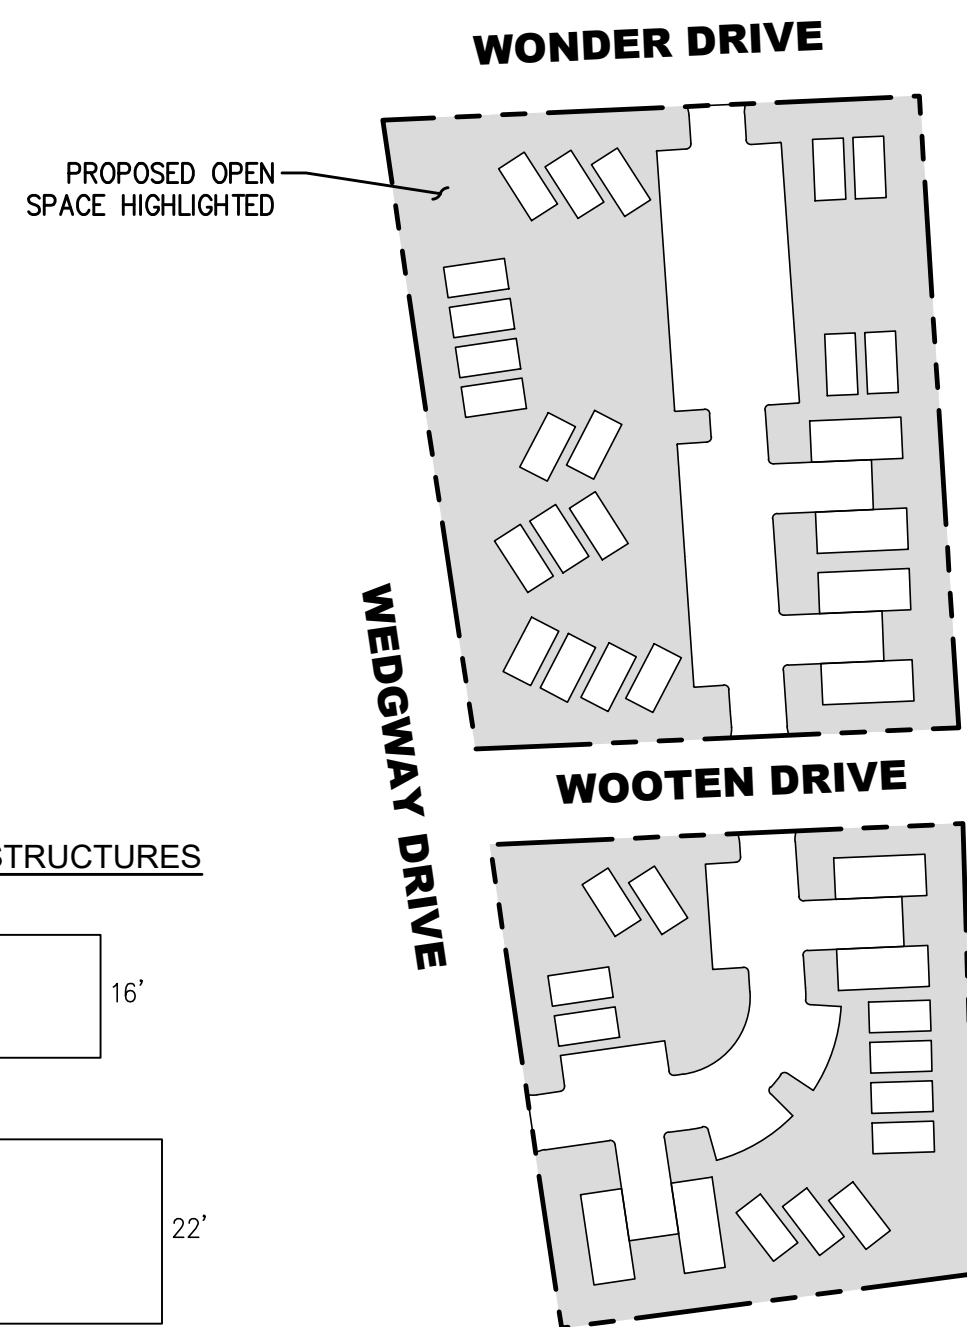 WONDER DRIVE
PROPOSED OPEN
SPACE HIGHLIGHTED
WEDGWAY DRIVE
WOOTEN DRIVE
STRUCTURES
16’
22’